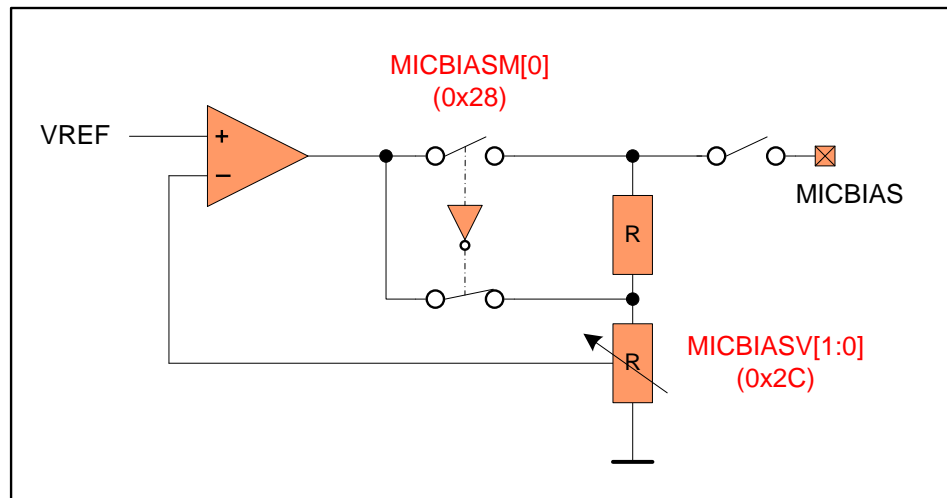 MICBIASM[0]
(0x28)
VREF
+
−
MICBIAS
R
R
MICBIASV[1:0]
(0x2C)